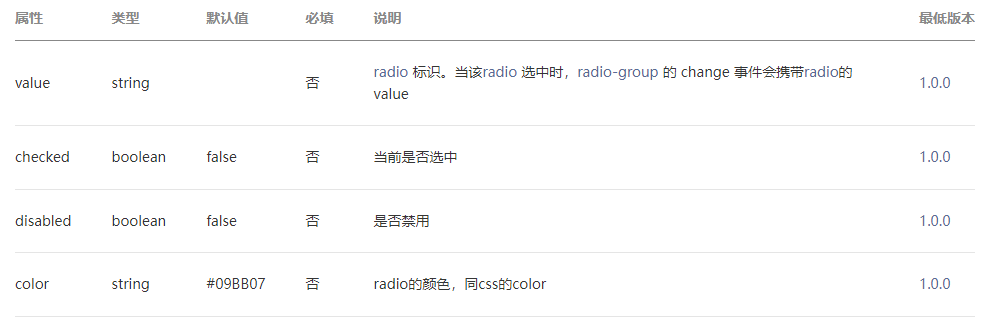 属性 类型 默认值 必填 说明 最低版本
value string 否 radio 标识。当该radio 选中时，radio-group 的 change 事件会携带radio的 1.0.0
value
checked boolean false 否 当前是否选中 1.0.0
disabled boolean false 否 是否禁用 1.0.0
color string #09BB07 否 radio的颜色，同css的color 1.0.0